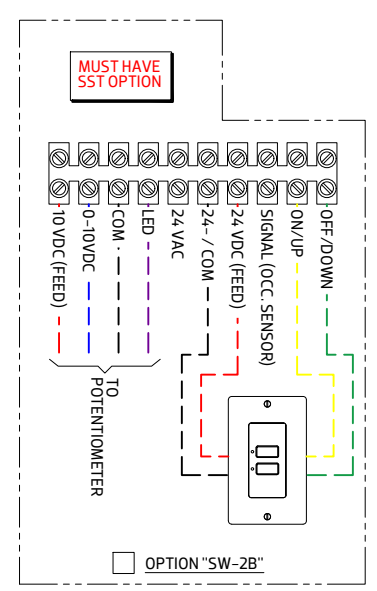 MUST HAVE
SST OPTION
10 VDC (FEED)
0-10VDC
COM
LED
24 VAC
24- / COM
24 VDC (FEED)
SIGNAL (OCC. SENSOR)
ON/UP
OFF/DOWN
TO
POTENTIOMETER
OPTION "SW-2B"